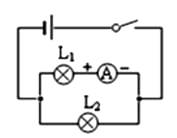 L₁ + A −
L₂